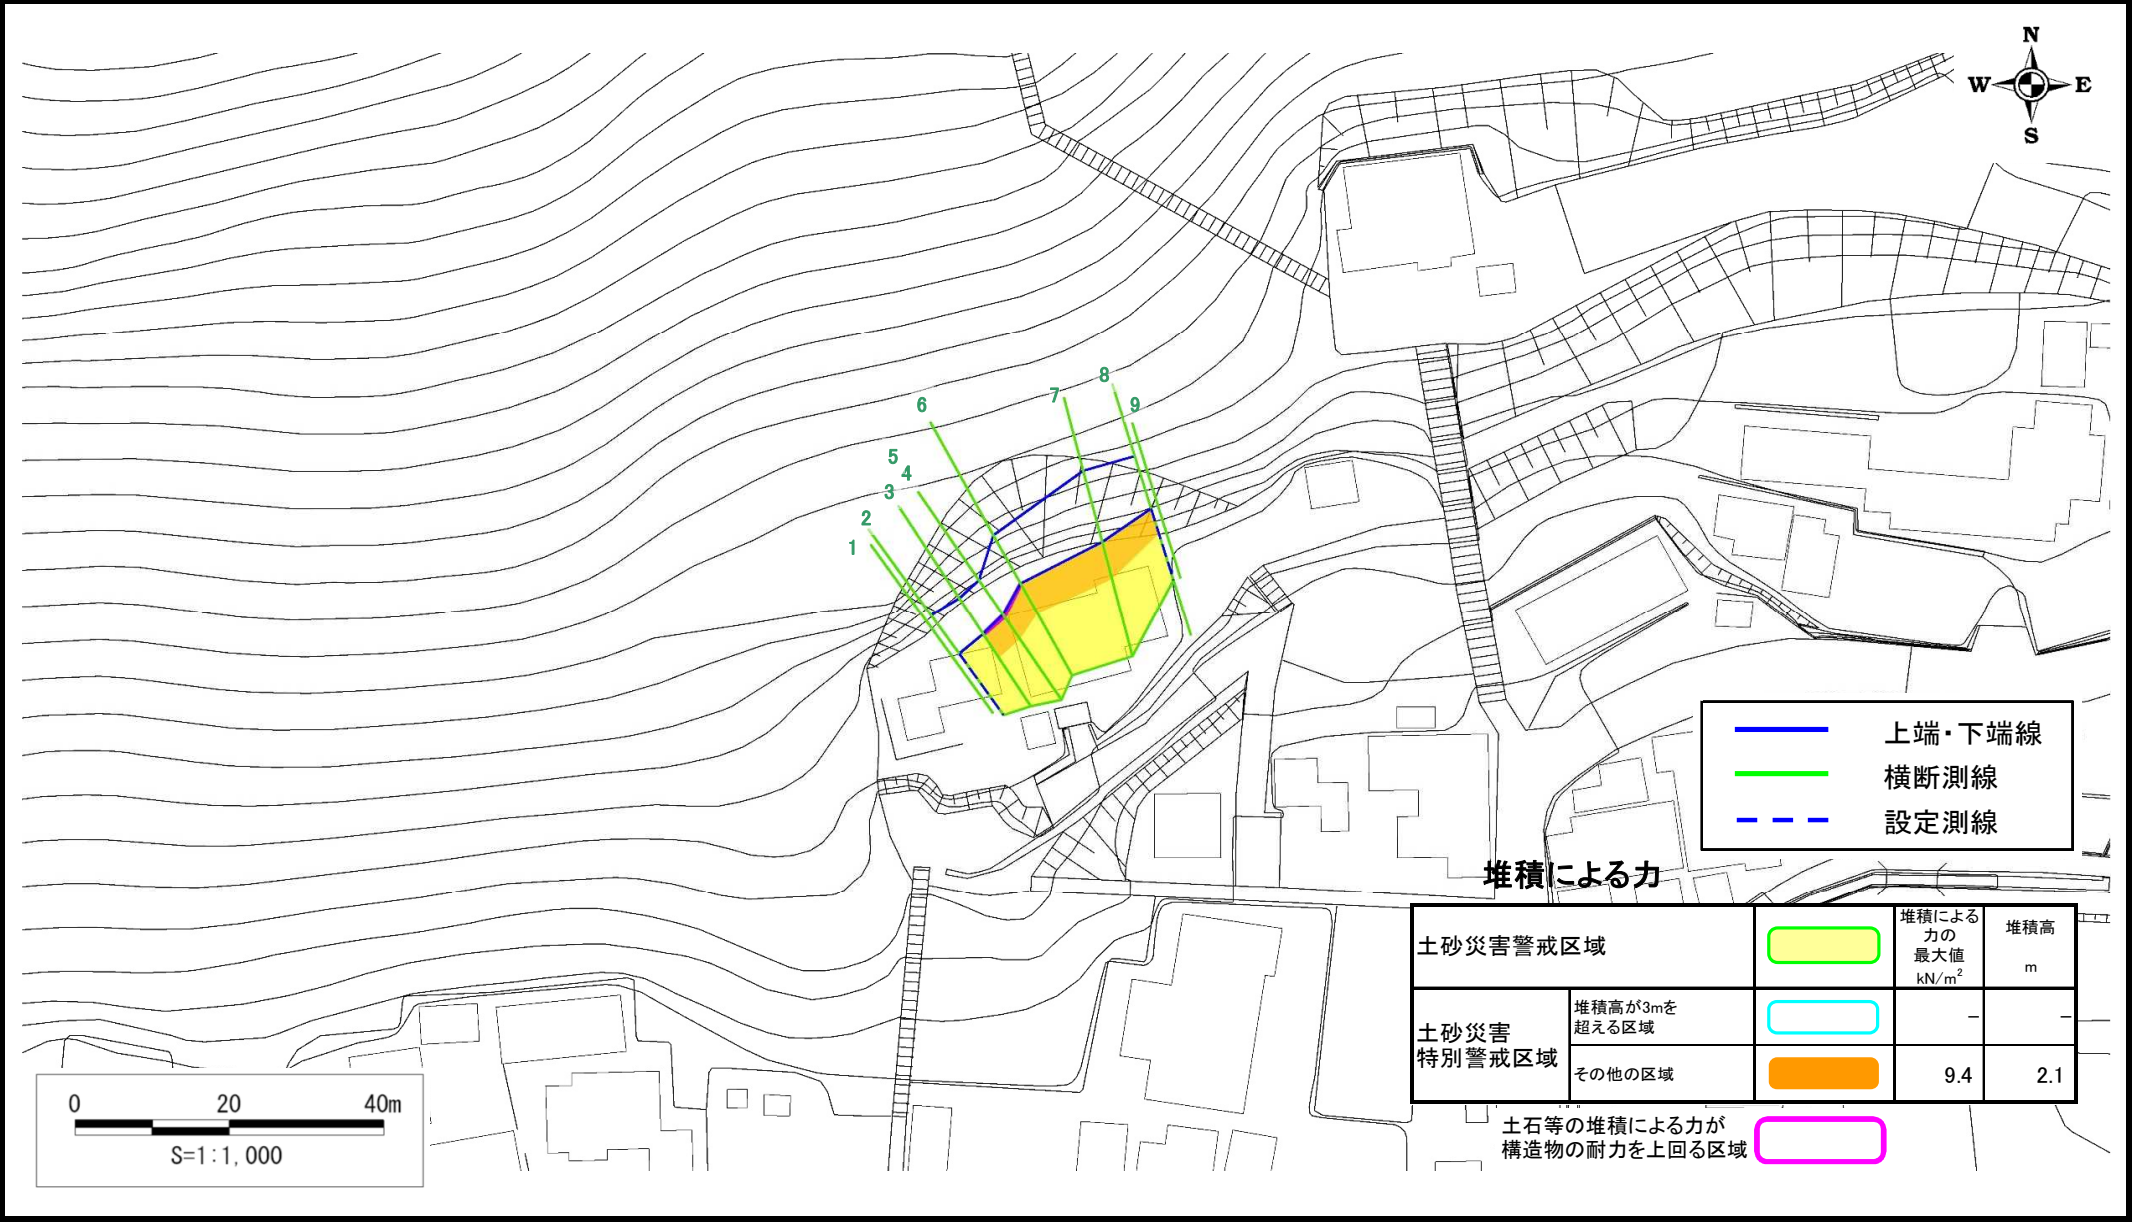 N
W E
S
8
7
9
6
5
4
3
2
1
上端・下端線
横断測線
設定測線
堆積による力
土砂災害警戒区域
堆積による
力の
最大値
kN/m²
堆積高
m
土砂災害
特別警戒区域
堆積高が3mを
超える区域
－
－
その他の区域
9.4
2.1
土石等の堆積による力が
構造物の耐力を上回る区域
0 20 40m
S=1:1,000